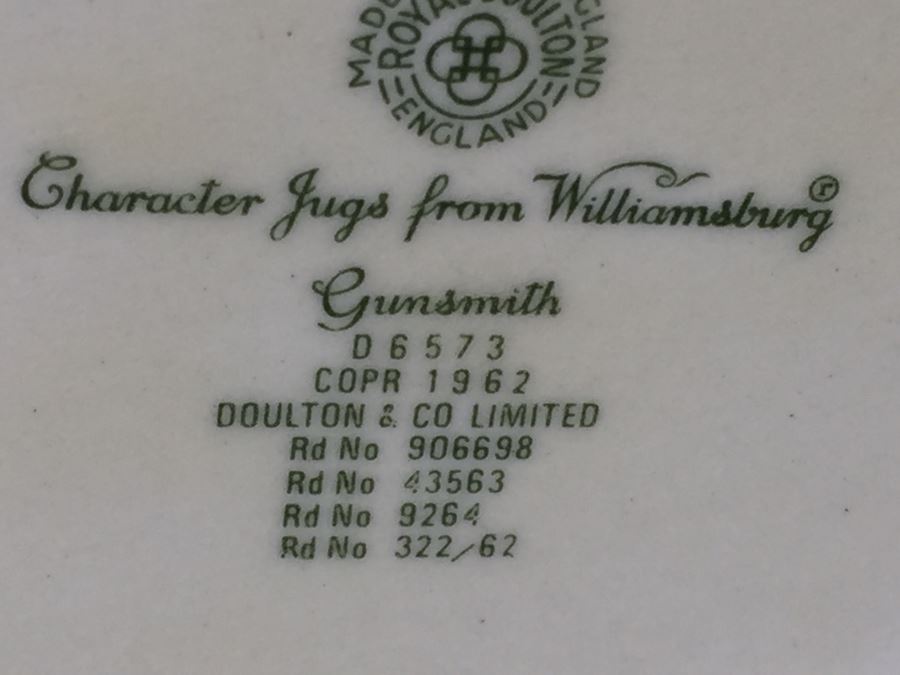 MADE ENGLAND
ROYAL DOULTON
ENGLAND
Character Jugs from Williamsburg ®
Gunsmith
D 6573
COPR 1962
DOULTON & CO LIMITED
Rd No 906698
Rd No 43563
Rd No 9264
Rd No 322/62